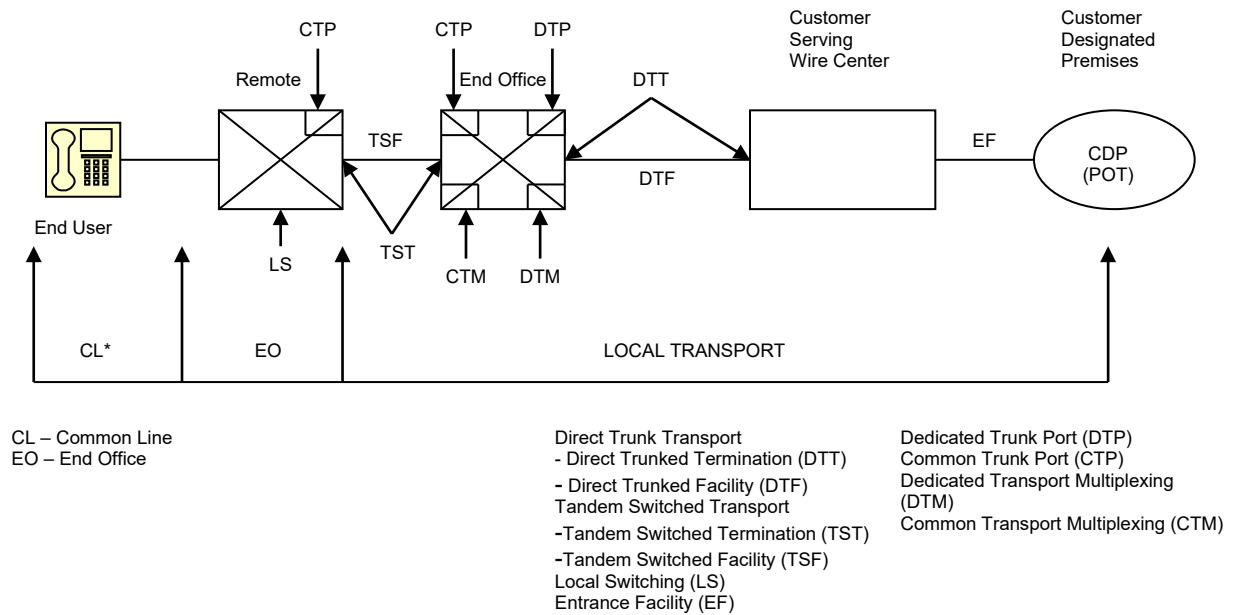 CTP
CTP
DTP
Customer
Serving
Wire Center
Customer
Designated
Premises
Remote
End Office
DTT
TSF
DTF
EF
CDP
(POT)
End User
LS
TST
CTM
DTM
CL*
EO
LOCAL TRANSPORT
CL – Common Line
EO – End Office
Direct Trunk Transport
- Direct Trunked Termination (DTT)
- Direct Trunked Facility (DTF)
Tandem Switched Transport
-Tandem Switched Termination (TST)
-Tandem Switched Facility (TSF)
Local Switching (LS)
Entrance Facility (EF)
Dedicated Trunk Port (DTP)
Common Trunk Port (CTP)
Dedicated Transport Multiplexing
(DTM)
Common Transport Multiplexing (CTM)